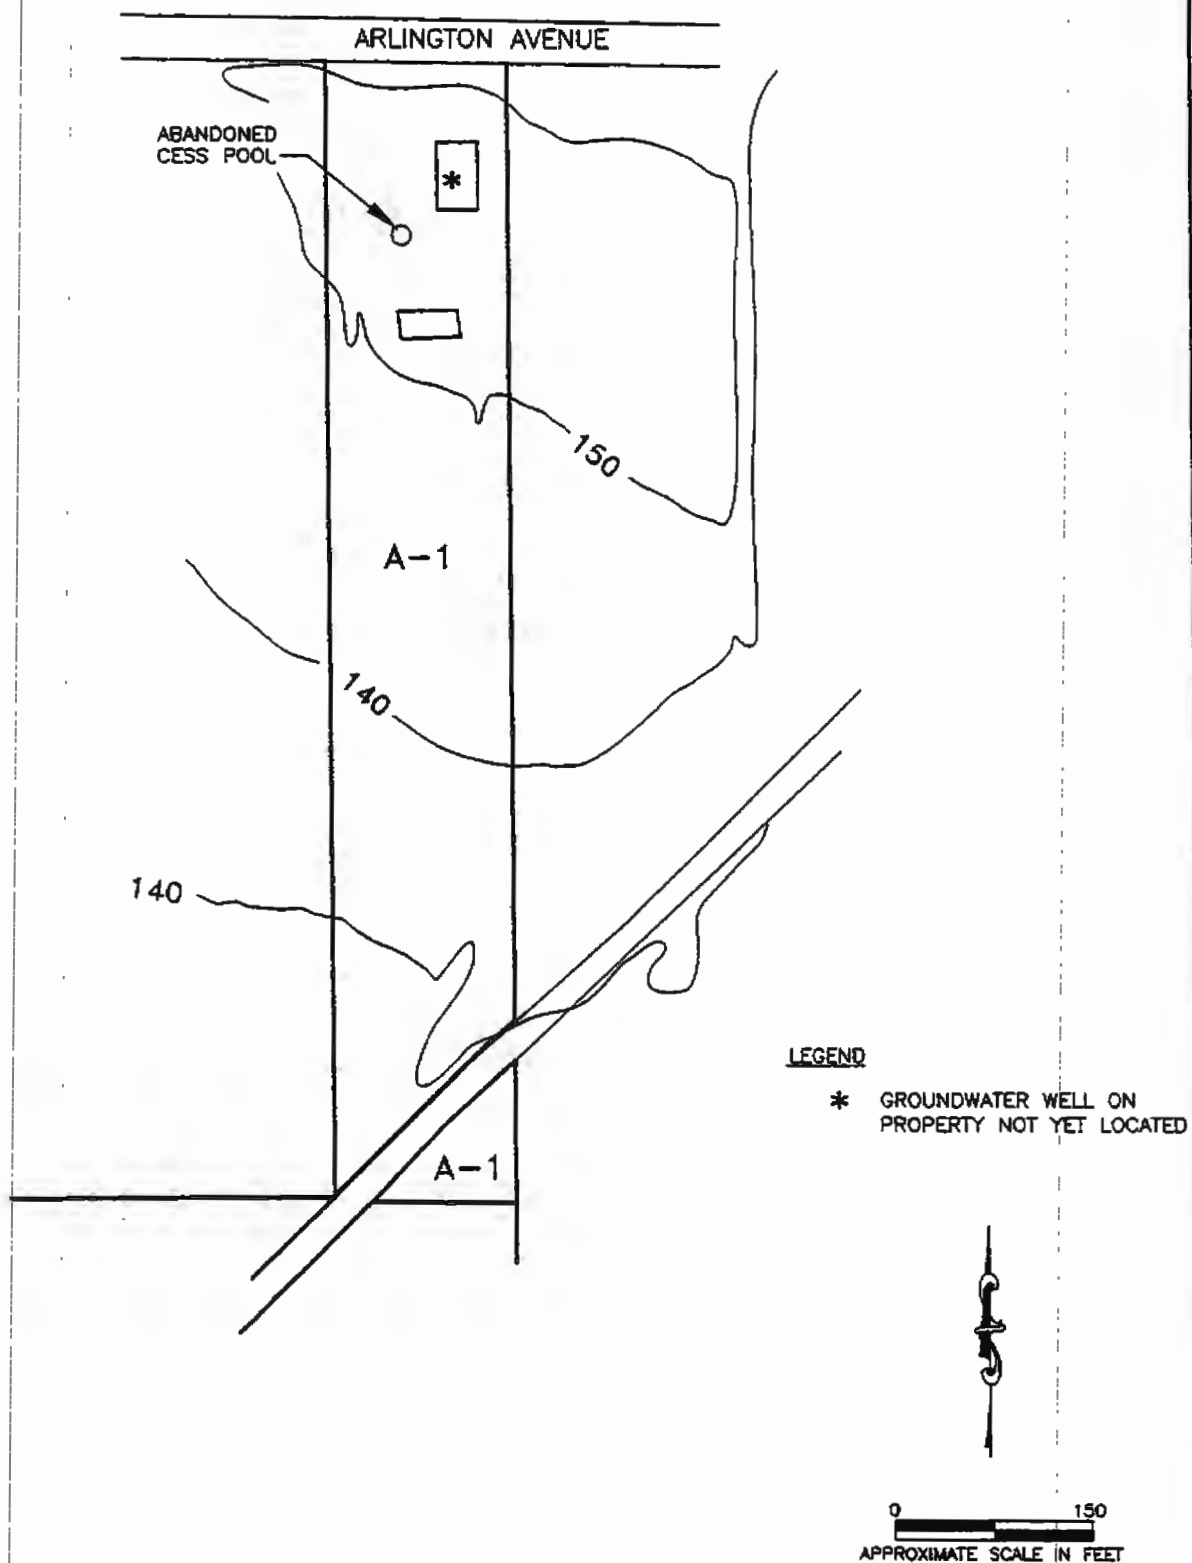 ARLINGTON AVENUE
ABANDONED
CESS POOL
*
150
A-1
140
140
A-1
LEGEND
* GROUNDWATER WELL ON
PROPERTY NOT YET LOCATED
0 150
APPROXIMATE SCALE IN FEET